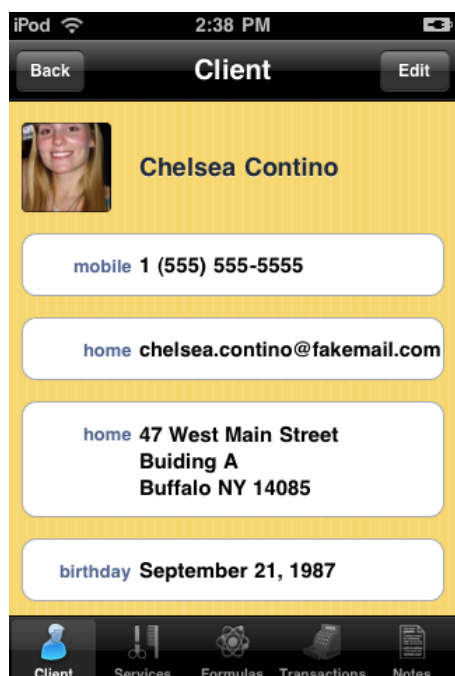 iPod 2:38 PM
Back Client Edit
Chelsea Contino
mobile 1 (555) 555-5555
home chelsea.contino@fakemail.com
home 47 West Main Street
Buiding A
Buffalo NY 14085
birthday September 21, 1987
Client Services Formulas Transactions Notes